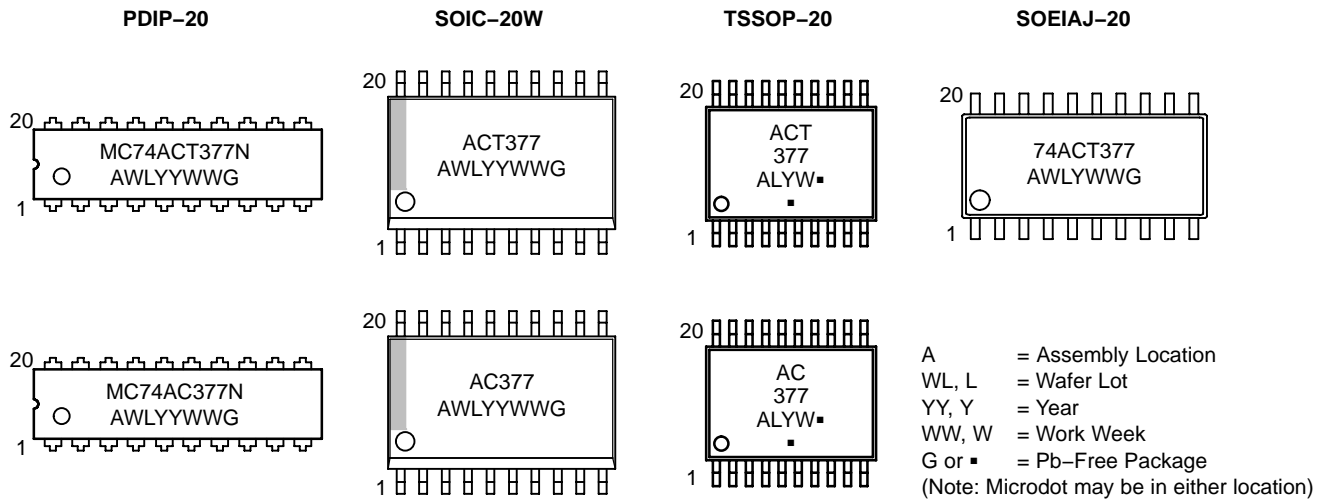 PDIP–20
SOIC–20W
TSSOP–20
SOEIAJ–20
20
MC74ACT377N
AWLYYWWG
1
20
ACT377
AWLYYWWG
1
20
ACT
377
ALYW▪
▪
1
20
74ACT377
AWLYWWG
1
20
MC74AC377N
AWLYYWWG
1
20
AC377
AWLYYWWG
1
20
AC
377
ALYW▪
▪
1
A = Assembly Location
WL, L = Wafer Lot
YY, Y = Year
WW, W = Work Week
G or ▪ = Pb–Free Package
(Note: Microdot may be in either location)